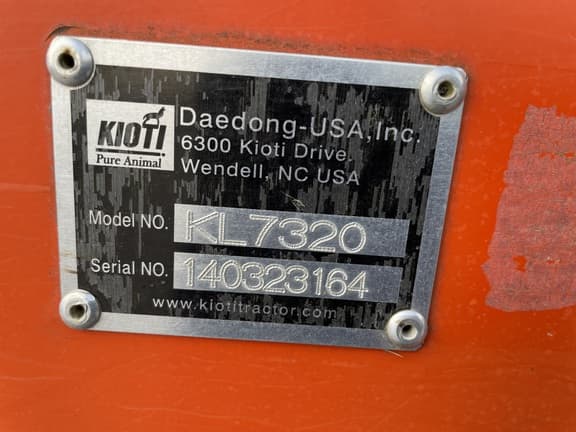 KIOTI
Pure Animal
Daedong-USA,Inc.
6300 Kioti Drive,
Wendell, NC USA
Model NO. KL7320
Serial NO. 140323164
www.kiotitractor.com